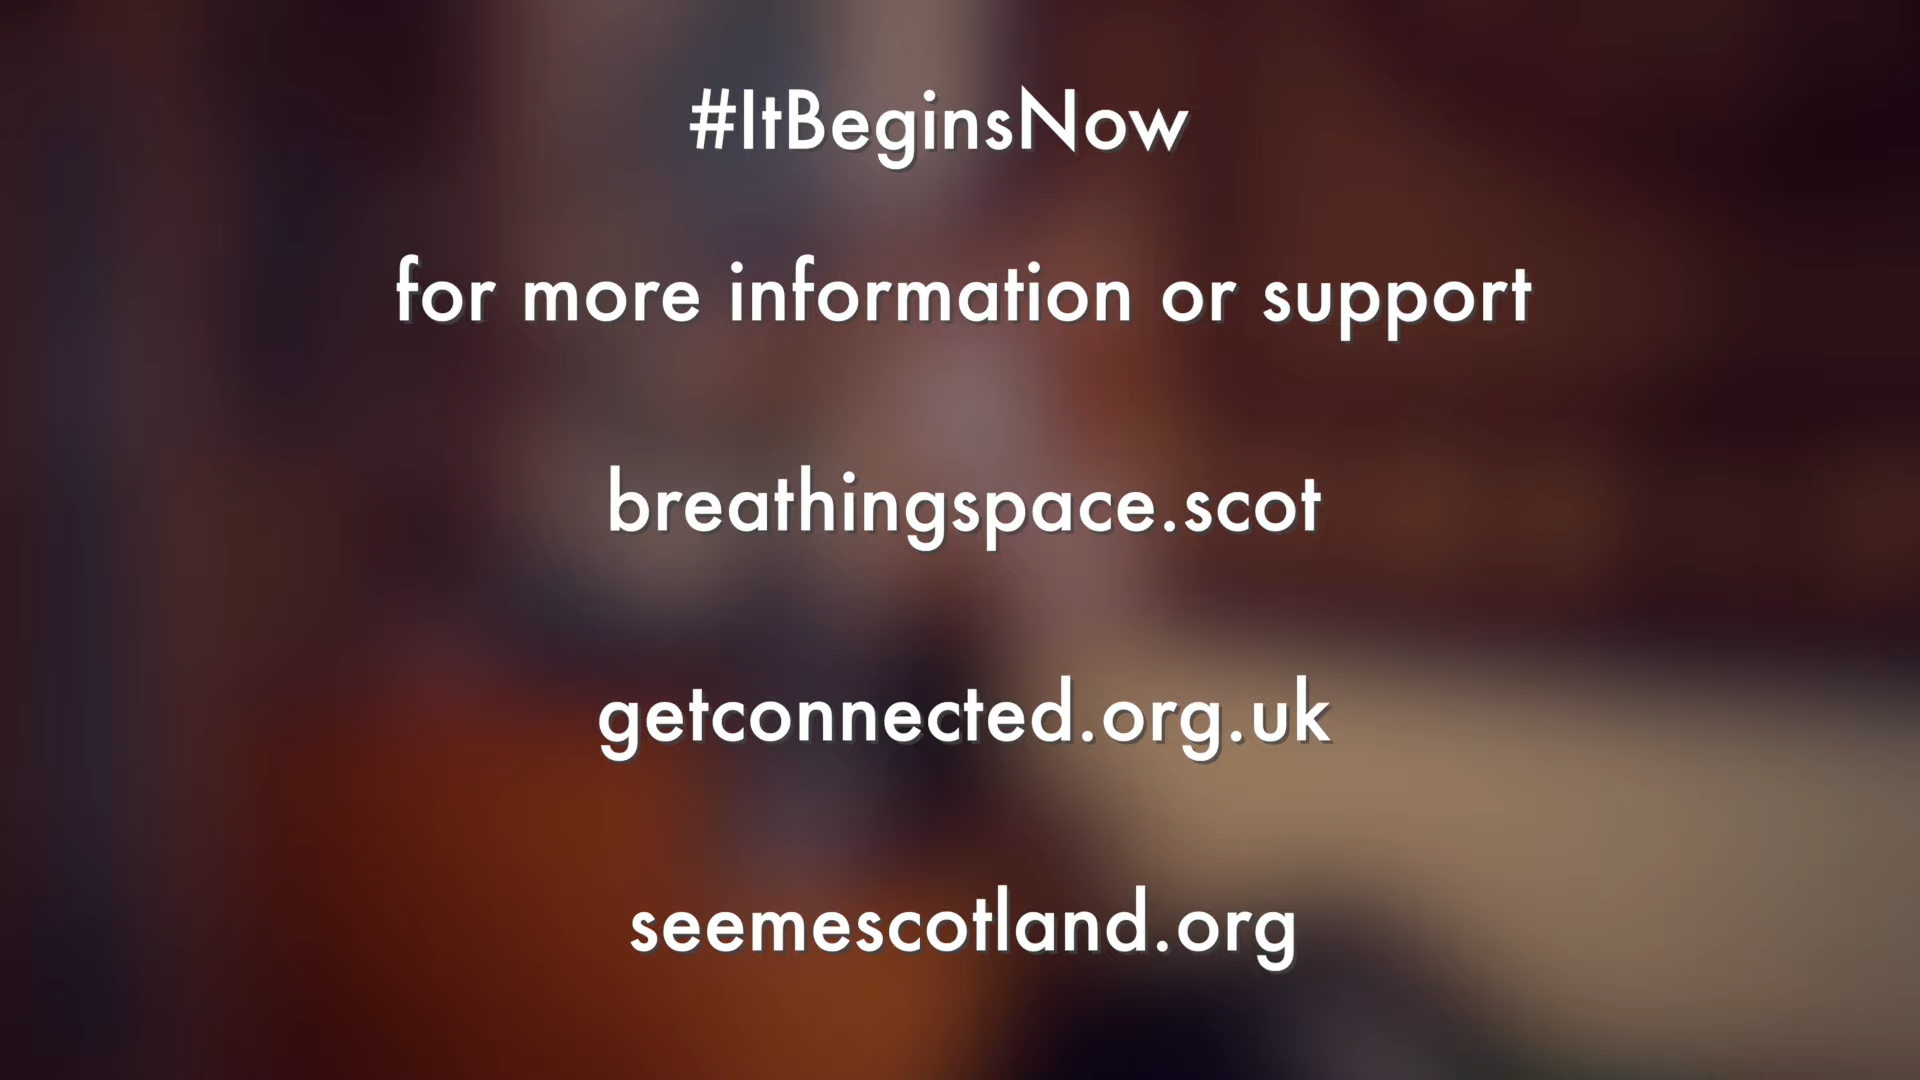 #ItBeginsNow
for more information or support
breathingspace.scot
getconnected.org.uk
seemescotland.org